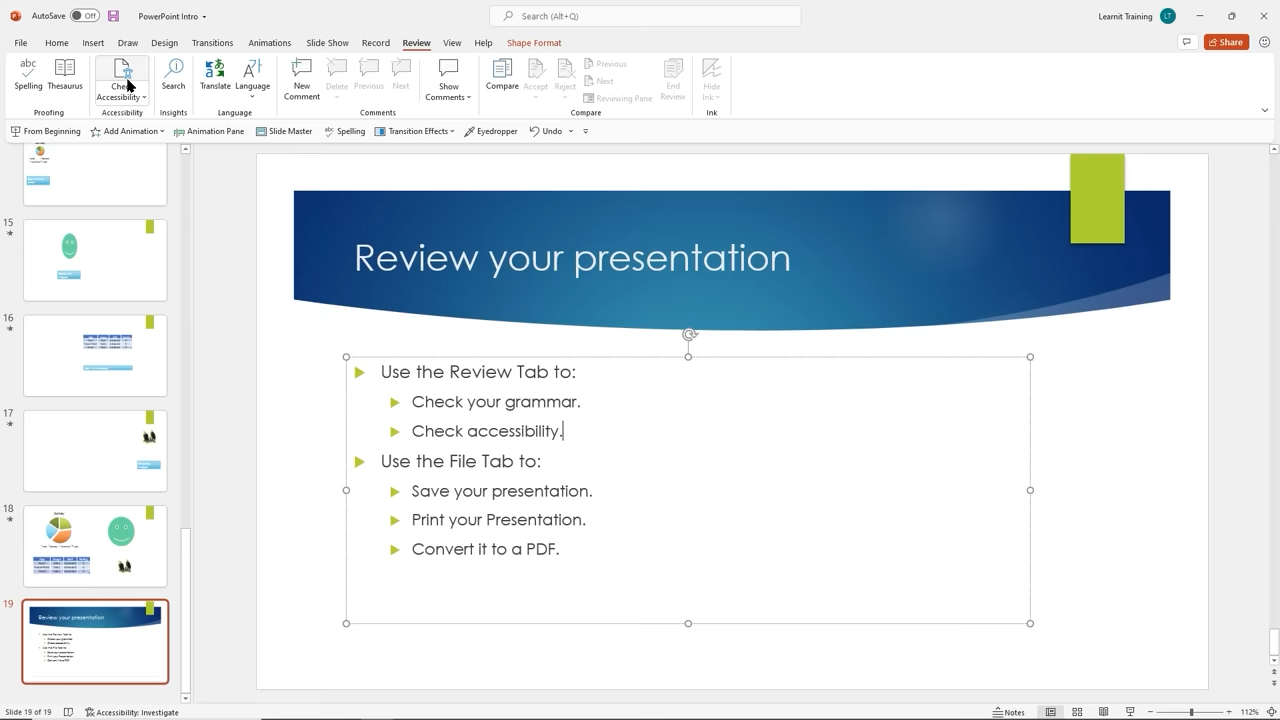 AutoSave Off PowerPoint Intro Search (Alt+Q) Learnit Training LT
File Home Insert Draw Design Transitions Animations Slide Show Record Review View Help Shape Format Share
Spelling Thesaurus Check Accessibility Search Translate Language New Comment Delete Previous Next Show Comments Compare Accept Reject Previous Next Reviewing Pane End Review Hide Ink
Proofing Accessibility Insights Language Comments Compare Ink
From Beginning Add Animation Animation Pane Slide Master Spelling Transition Effects Eyedropper Undo
15
16
17
18
19
Review your presentation
Use the Review Tab to:
Check your grammar.
Check accessibility.
Use the File Tab to:
Save your presentation.
Print your Presentation.
Convert it to a PDF.
Slide 19 of 19 Accessibility: Investigate Notes 112%